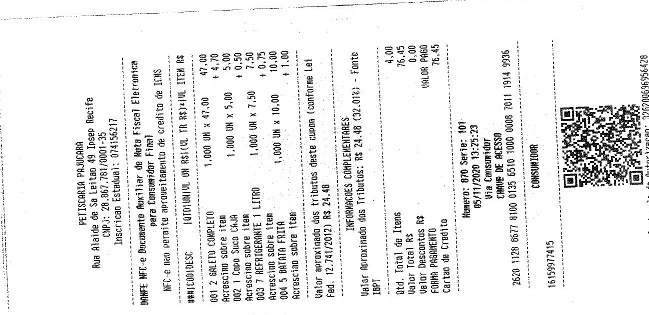 PETISCARIA PAJUCARA
Rua Alaide de Sa Leitao 49 Ipsep Recife
CNPJ: 28.867.781/0001-35
Inscricao Estadual: 074156217
DANFE NFC-e Documento Auxiliar de Nota Fiscal Eletronica
para Consumidor Final
NFC-e nao permite aproveitamento de credito de ICMS
###|COD|DESC |QTD|UN|VL UN R$|(VL TR R$)*|VL ITEM R$
001 2 GALETO COMPLETO 1,000 UN x 47,00 47.00
Acrescimo sobre item + 4,70
002 1 Copo Suco CAJA 1,000 UN x 5,00 5.00
Acrescimo sobre item + 0,50
003 7 REFRIGERANTE 1 LITRO 1,000 UN x 7,50 7.50
Acrescimo sobre item + 0,75
004 5 BATATA FRITA 1,000 UN x 10,00 10.00
Acrescimo sobre item + 1,00
Valor aproximado dos tributos deste cupom (conforme Lei
Fed. 12.741/2012) R$ 24.48
INFORMACOES COMPLEMENTARES
Valor Aproximado dos Tributos: R$ 24.48 (32.01%) - Fonte
IBPT
Qtd. Total de Itens 4.00
Valor Total R$ 76.45
Valor Descontos R$ 0.00
FORMA PAGAMENTO VALOR PAGO
Cartao de Credito 76.45
Numero: 870 Serie: 101
05/11/2020 13:25:23
Via Consumidor
CHAVE DE ACESSO
2620 1128 8677 8100 0135 6510 1000 0008 7011 1914 9936
CONSUMIDOR
16159977415
de Autorizacao: 326200696956428